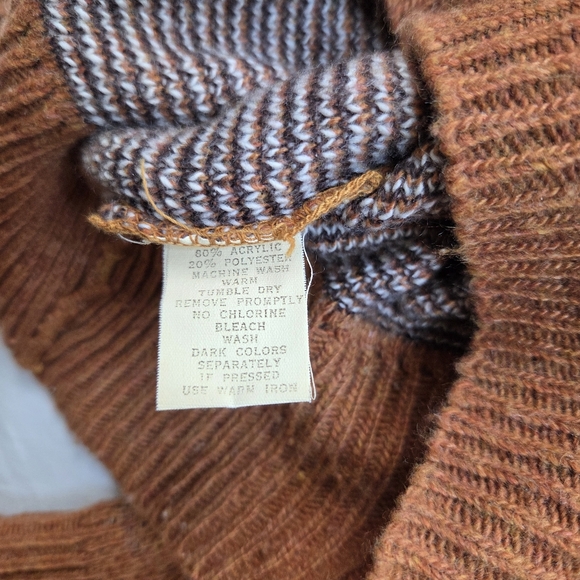 80% ACRYLIC
20% POLYESTER
MACHINE WASH
WARM
TUMBLE DRY
REMOVE PROMPTLY
NO CHLORINE
BLEACH
WASH
DARK COLORS
SEPARATELY
IF PRESSED
USE WARM IRON